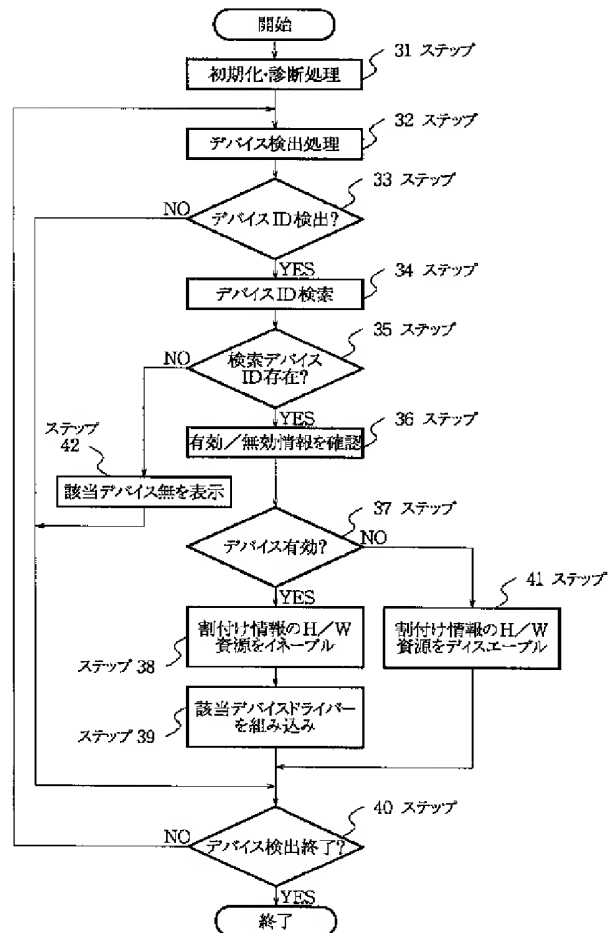 開始
31 ステップ
初期化・診断処理
32 ステップ
デバイス検出処理
33 ステップ
NO
デバイスID検出?
YES
34 ステップ
デバイスID検索
35 ステップ
NO
検索デバイス
ID存在?
YES
36 ステップ
有効/無効情報を確認
ステップ
42
該当デバイス無を表示
37 ステップ
デバイス有効?
NO
YES
41 ステップ
割付け情報のH/W
資源をイネーブル
ステップ 38
割付け情報のH/W
資源をディスエーブル
該当デバイスドライバー
を組み込み
ステップ 39
40 ステップ
NO
デバイス検出終了?
YES
終了